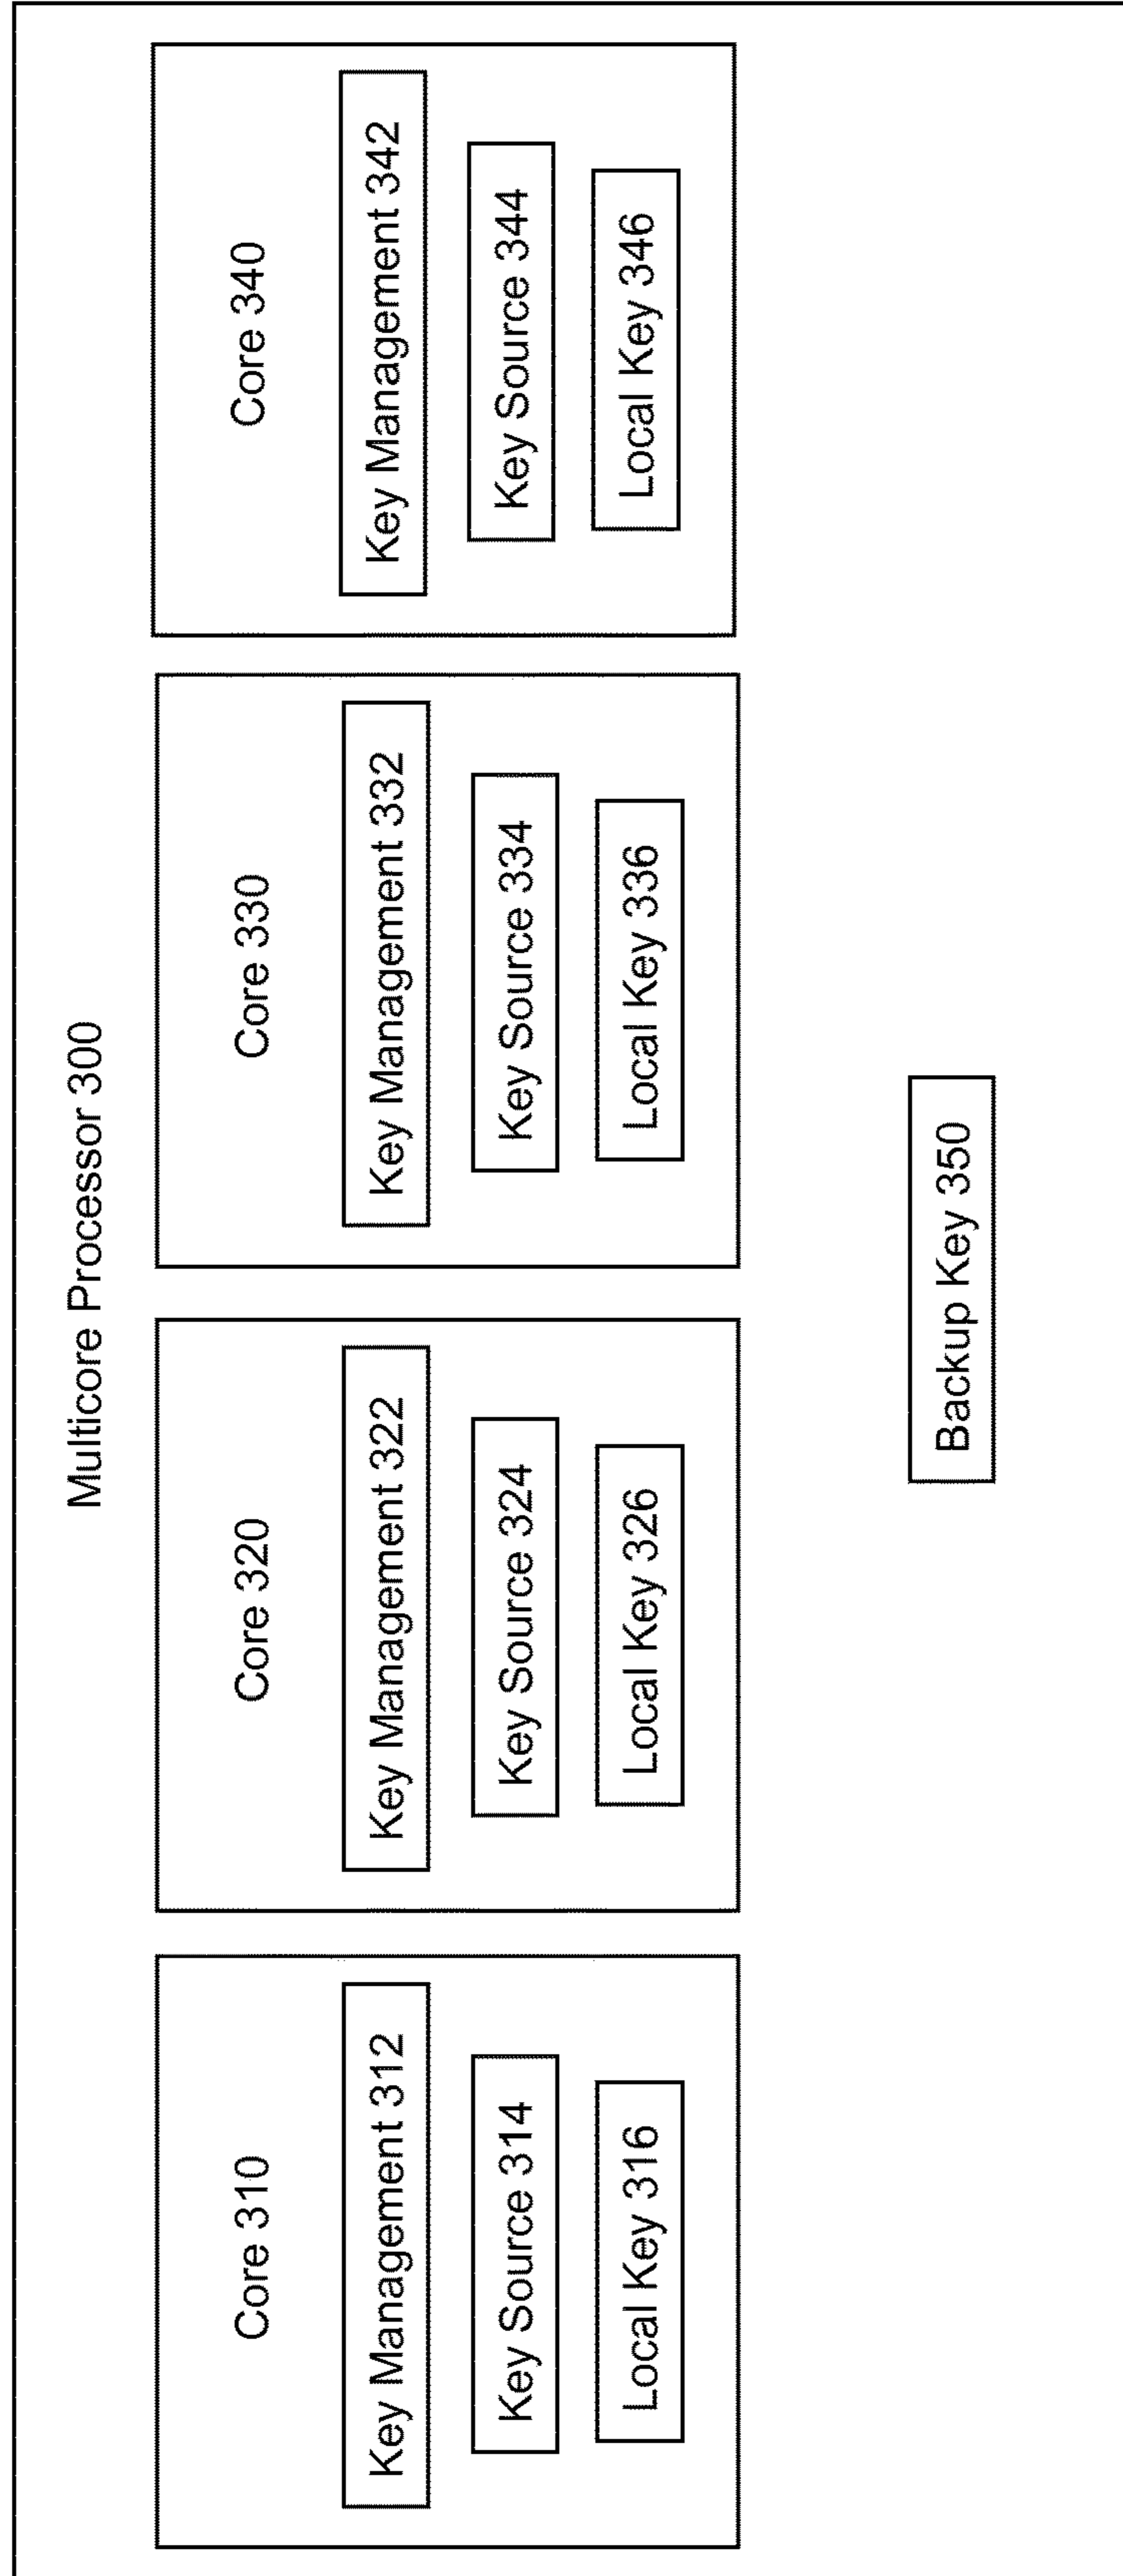 Multicore Processor 300
Core 310
Key Management 312
Key Source 314
Local Key 316
Core 320
Key Management 322
Key Source 324
Local Key 326
Core 330
Key Management 332
Key Source 334
Local Key 336
Core 340
Key Management 342
Key Source 344
Local Key 346
Backup Key 350